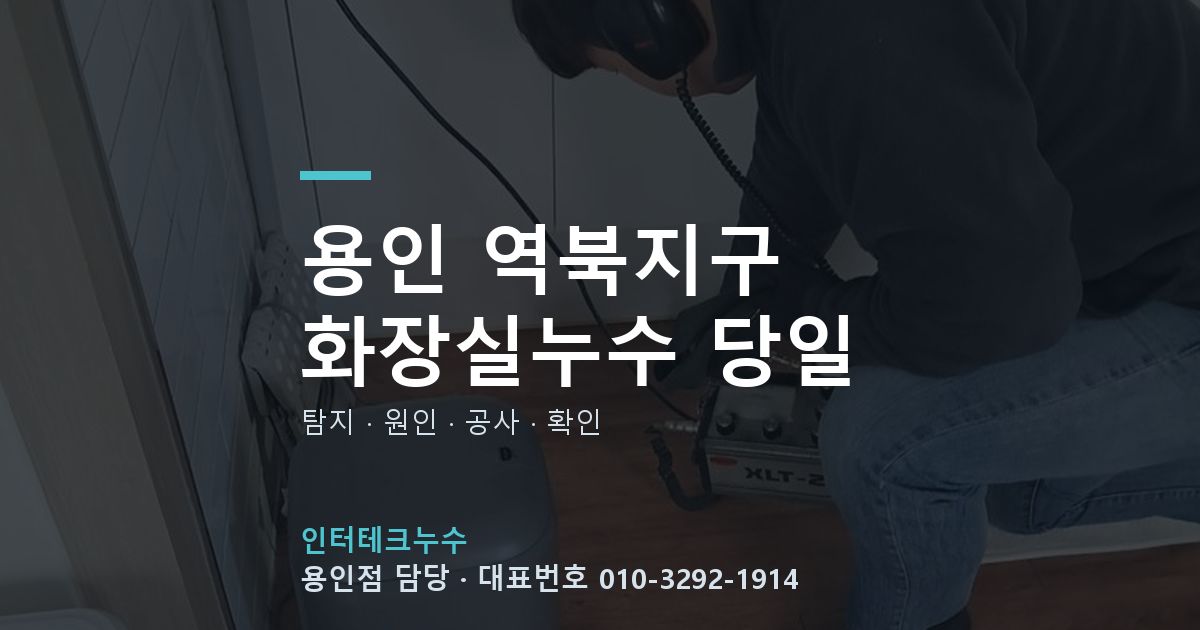 용인 역북지구
화장실누수 당일
탐지 · 원인 · 공사 · 확인
XLT-2
인터테크누수
용인점 담당 · 대표번호 010-3292-1914